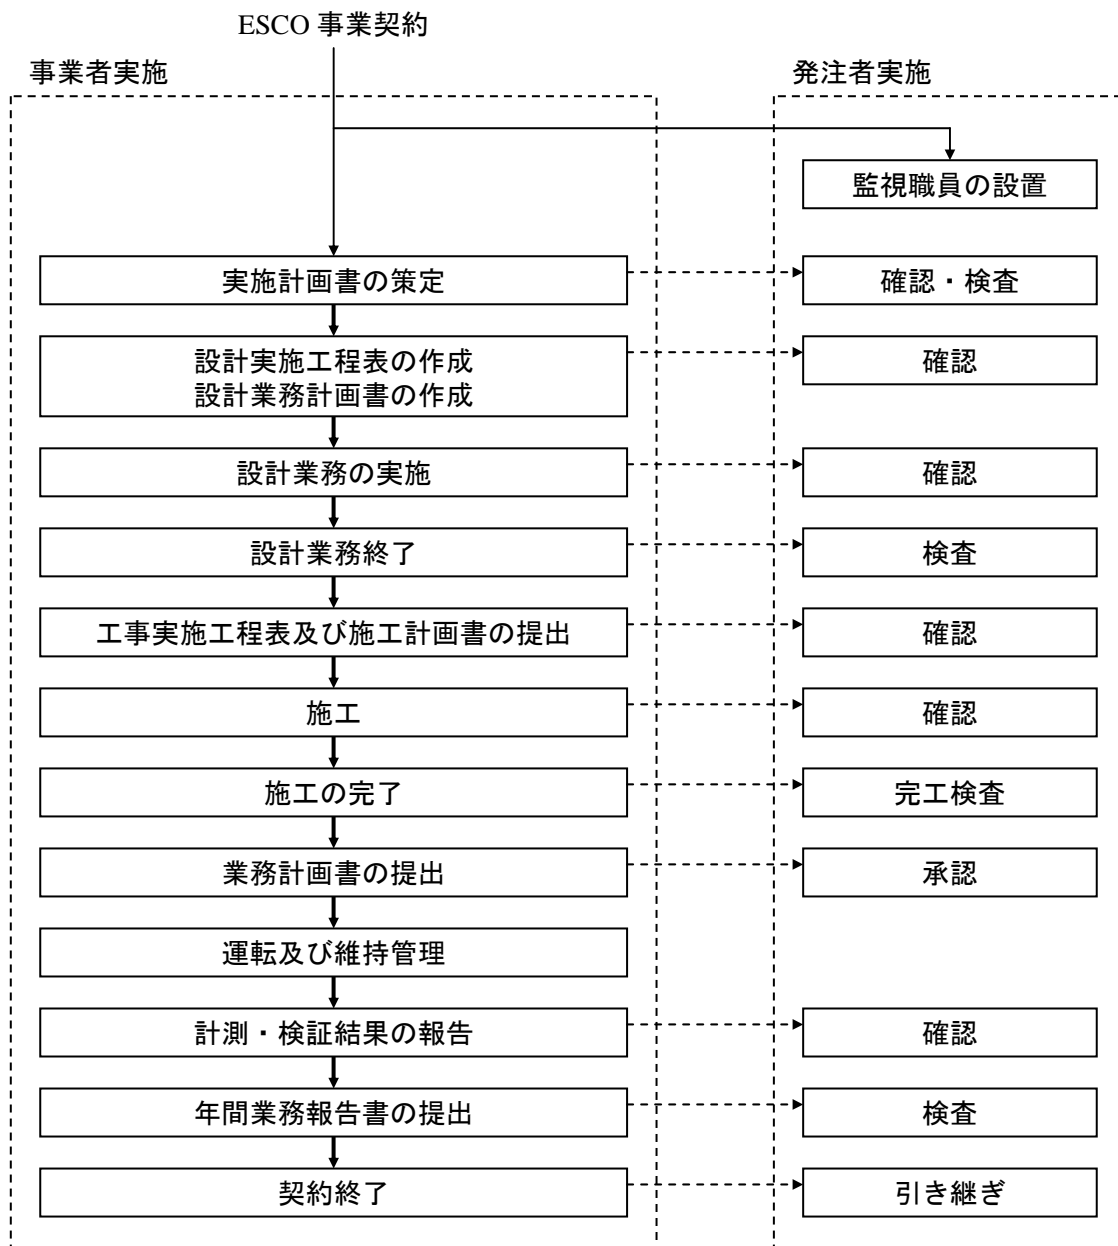 ESCO 事業契約
事業者実施
発注者実施
監視職員の設置
実施計画書の策定
確認・検査
設計実施工程表の作成
設計業務計画書の作成
確認
設計業務の実施
確認
設計業務終了
検査
工事実施工程表及び施工計画書の提出
確認
施工
確認
施工の完了
完工検査
業務計画書の提出
承認
運転及び維持管理
計測・検証結果の報告
確認
年間業務報告書の提出
検査
契約終了
引き継ぎ